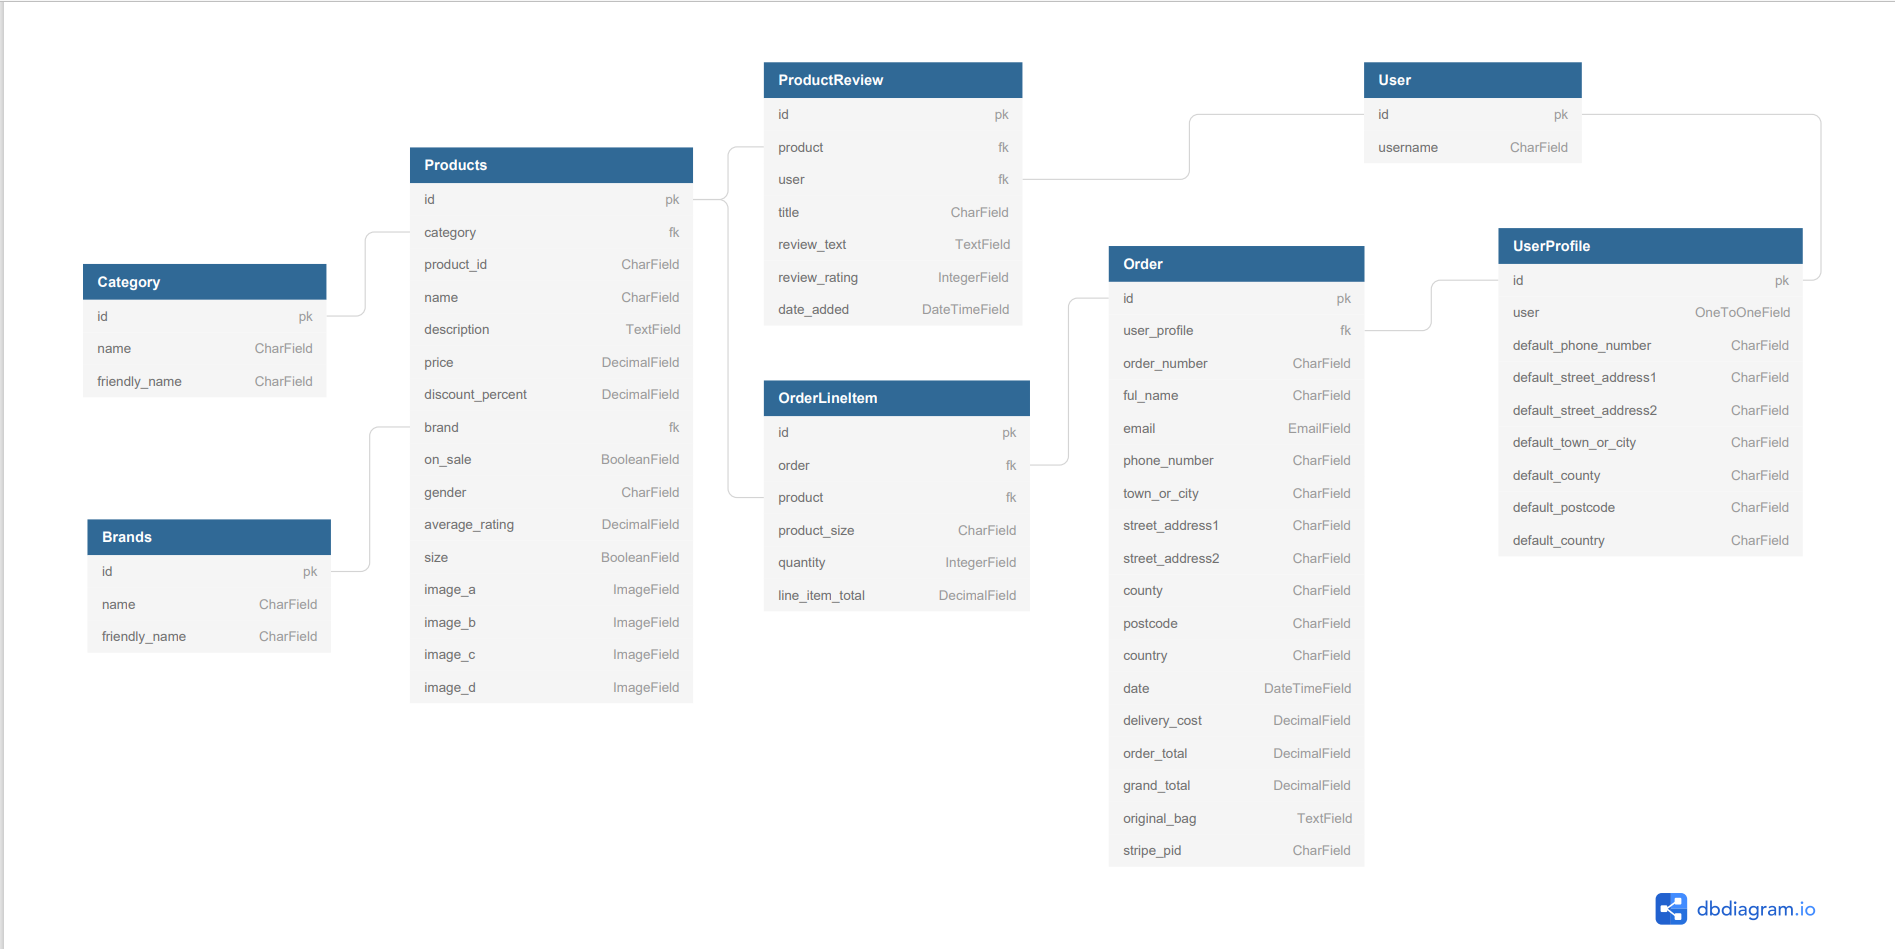 ProductReview
id pk
product fk
user fk
title CharField
review_text TextField
review_rating IntegerField
date_added DateTimeField
User
id pk
username CharField
Products
id pk
category fk
product_id CharField
name CharField
description TextField
price DecimalField
discount_percent DecimalField
brand fk
on_sale BooleanField
gender CharField
average_rating DecimalField
size BooleanField
image_a ImageField
image_b ImageField
image_c ImageField
image_d ImageField
Category
id pk
name CharField
friendly_name CharField
Brands
id pk
name CharField
friendly_name CharField
OrderLineItem
id pk
order fk
product fk
product_size CharField
quantity IntegerField
line_item_total DecimalField
Order
id pk
user_profile fk
order_number CharField
ful_name CharField
email EmailField
phone_number CharField
town_or_city CharField
street_address1 CharField
street_address2 CharField
county CharField
postcode CharField
country CharField
date DateTimeField
delivery_cost DecimalField
order_total DecimalField
grand_total DecimalField
original_bag TextField
stripe_pid CharField
UserProfile
id pk
user OneToOneField
default_phone_number CharField
default_street_address1 CharField
default_street_address2 CharField
default_town_or_city CharField
default_county CharField
default_postcode CharField
default_country CharField
dbdiagram.io